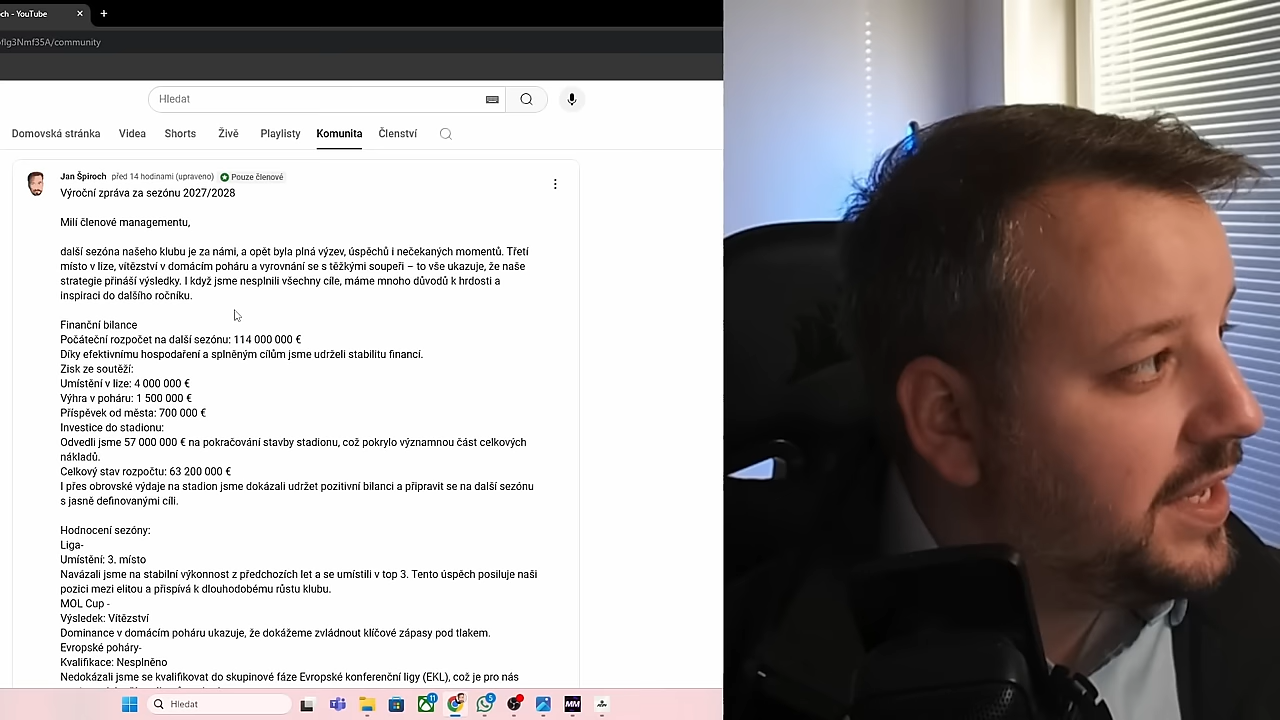 ch - YouTube
flg3Nmf35A/community
Hledat
Domovská stránka Videa Shorts Živě Playlisty Komunita Členství
Jan Špiroch před 14 hodinami (upraveno) Pouze členové
Výroční zpráva za sezónu 2027/2028
Milí členové managementu,
další sezóna našeho klubu je za námi, a opět byla plná výzev, úspěchů i nečekaných momentů. Třetí
místo v lize, vítězství v domácím poháru a vyrovnání se s těžkými soupeři – to vše ukazuje, že naše
strategie přináší výsledky. I když jsme nesplnili všechny cíle, máme mnoho důvodů k hrdosti a
inspiraci do dalšího ročníku.
Finanční bilance
Počáteční rozpočet na další sezónu: 114 000 000 €
Díky efektivnímu hospodaření a splněným cílům jsme udrželi stabilitu financí.
Zisk ze soutěží:
Umístění v lize: 4 000 000 €
Výhra v poháru: 1 500 000 €
Příspěvek od města: 700 000 €
Investice do stadionu:
Odvedli jsme 57 000 000 € na pokračování stavby stadionu, což pokrylo významnou část celkových
nákladů.
Celkový stav rozpočtu: 63 200 000 €
I přes obrovské výdaje na stadion jsme dokázali udržet pozitivní bilanci a připravit se na další sezónu
s jasně definovanými cíli.
Hodnocení sezóny:
Liga-
Umístění: 3. místo
Navázali jsme na stabilní výkonnost z předchozích let a se umístili v top 3. Tento úspěch posiluje naši
pozici mezi elitou a přispívá k dlouhodobému růstu klubu.
MOL Cup -
Výsledek: Vítězství
Dominance v domácím poháru ukazuje, že dokážeme zvládnout klíčové zápasy pod tlakem.
Evropské poháry-
Kvalifikace: Nesplněno
Nedokázali jsme se kvalifikovat do skupinové fáze Evropské konferenční ligy (EKL), což je pro nás
Hledat
11
5
MM